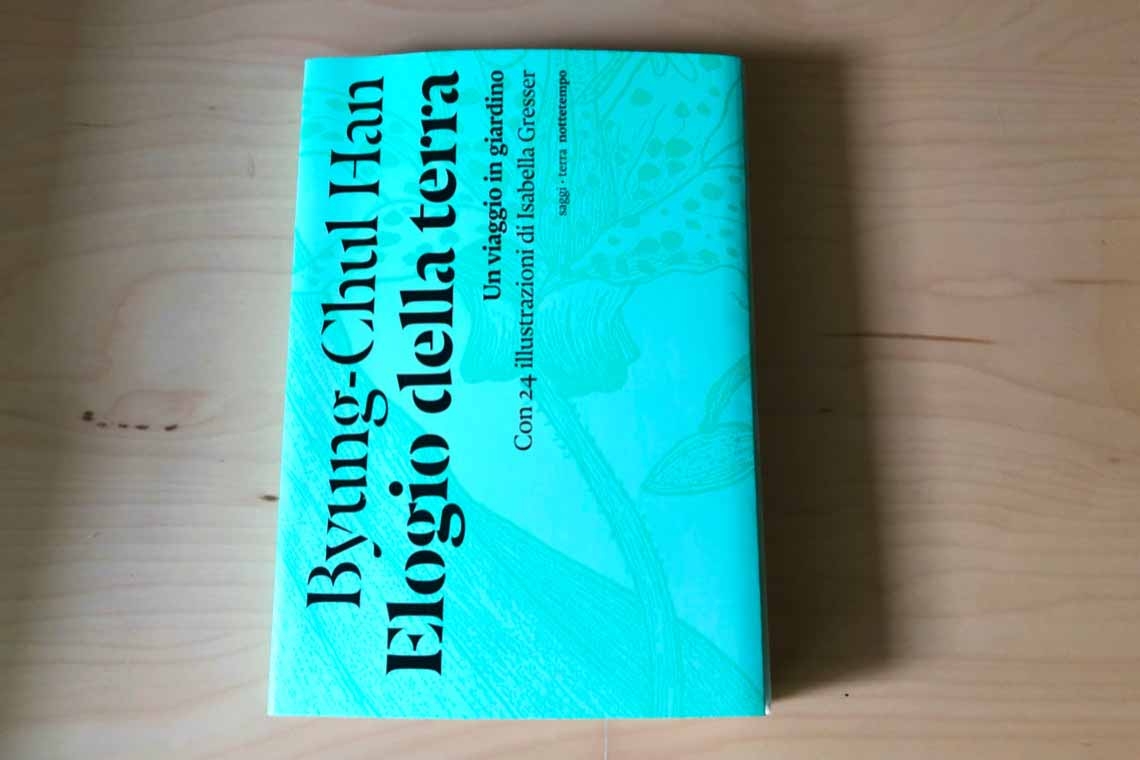 Byung-Chul Han
Elogio della terra
Un viaggio in giardino
Con 24 illustrazioni di Isabella Gresser
saggi · terra nottetempo